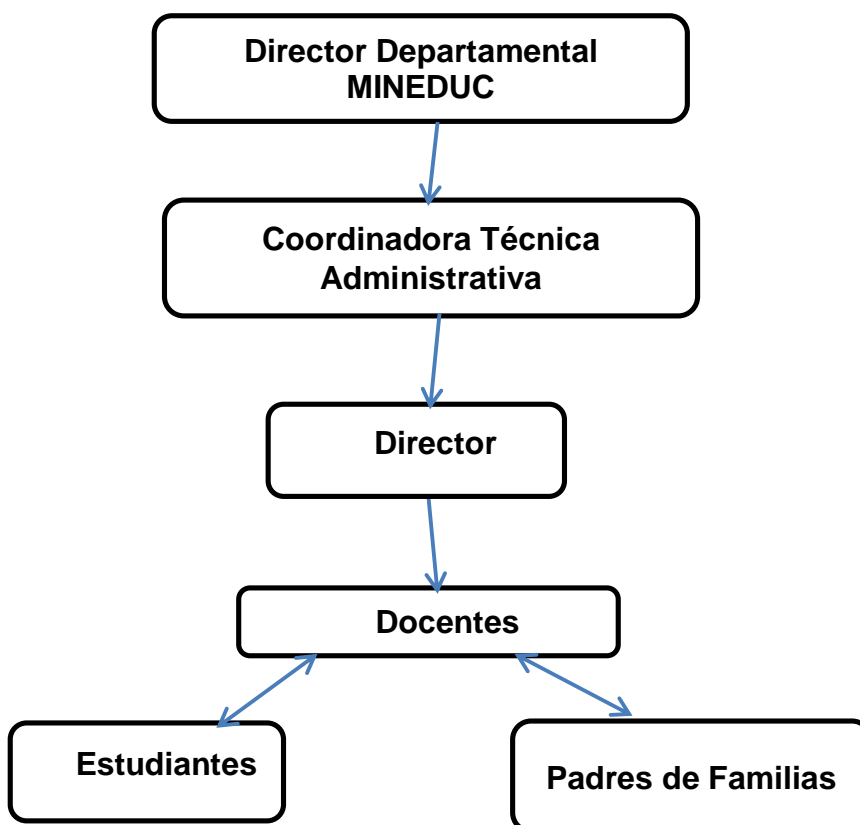 Director Departamental
MINEDUC
Coordinadora Técnica
Administrativa
Director
Docentes
Estudiantes
Padres de Familias